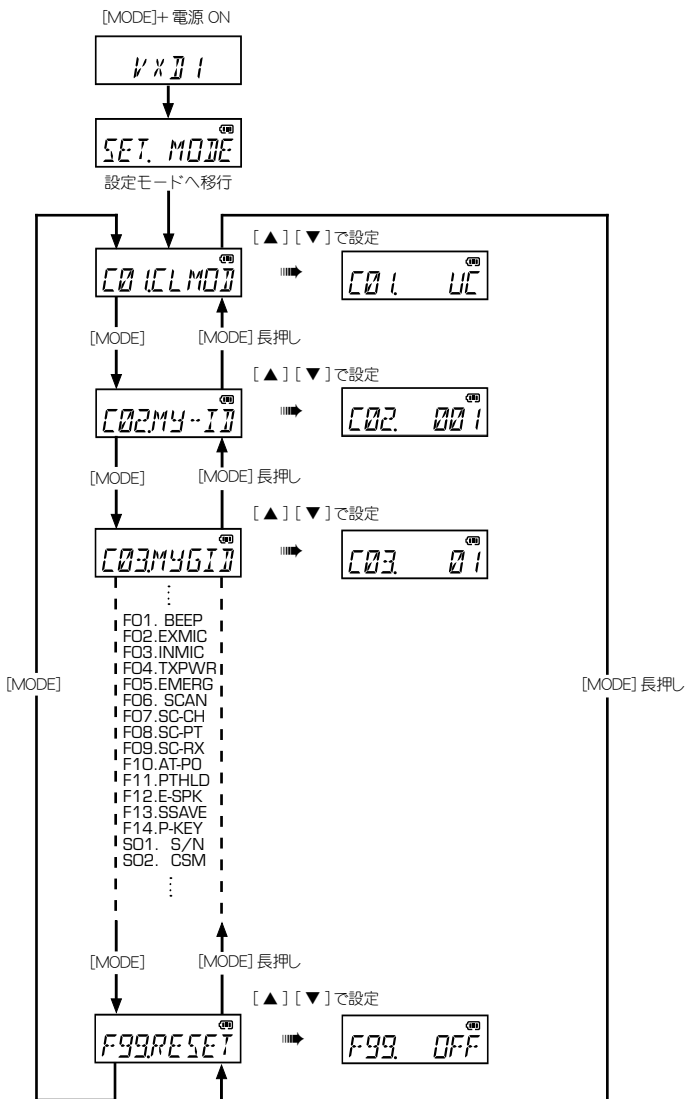 [MODE]+ 電源 ON
VXD1
SET. MODE
設定モードへ移行
[ ▲ ] [ ▼ ] で設定
C01.CLMOD
C01. UC
[MODE]
[MODE] 長押し
[ ▲ ] [ ▼ ] で設定
C02.MY-ID
C02. 001
[MODE]
[MODE] 長押し
[ ▲ ] [ ▼ ] で設定
C03.MYGID
C03. 01
F01. BEEP
F02.EXMIC
F03.INMIC
F04.TXPWR
F05.EMERG
F06. SCAN
F07.SC-CH
F08.SC-PT
F09.SC-RX
F10.AT-PO
F11.PTHLD
F12.E-SPK
F13.SSAVE
F14.P-KEY
S01. S/N
S02. CSM
[MODE]
[MODE] 長押し
[MODE]
[MODE] 長押し
[ ▲ ] [ ▼ ] で設定
F99.RESET
F99. OFF